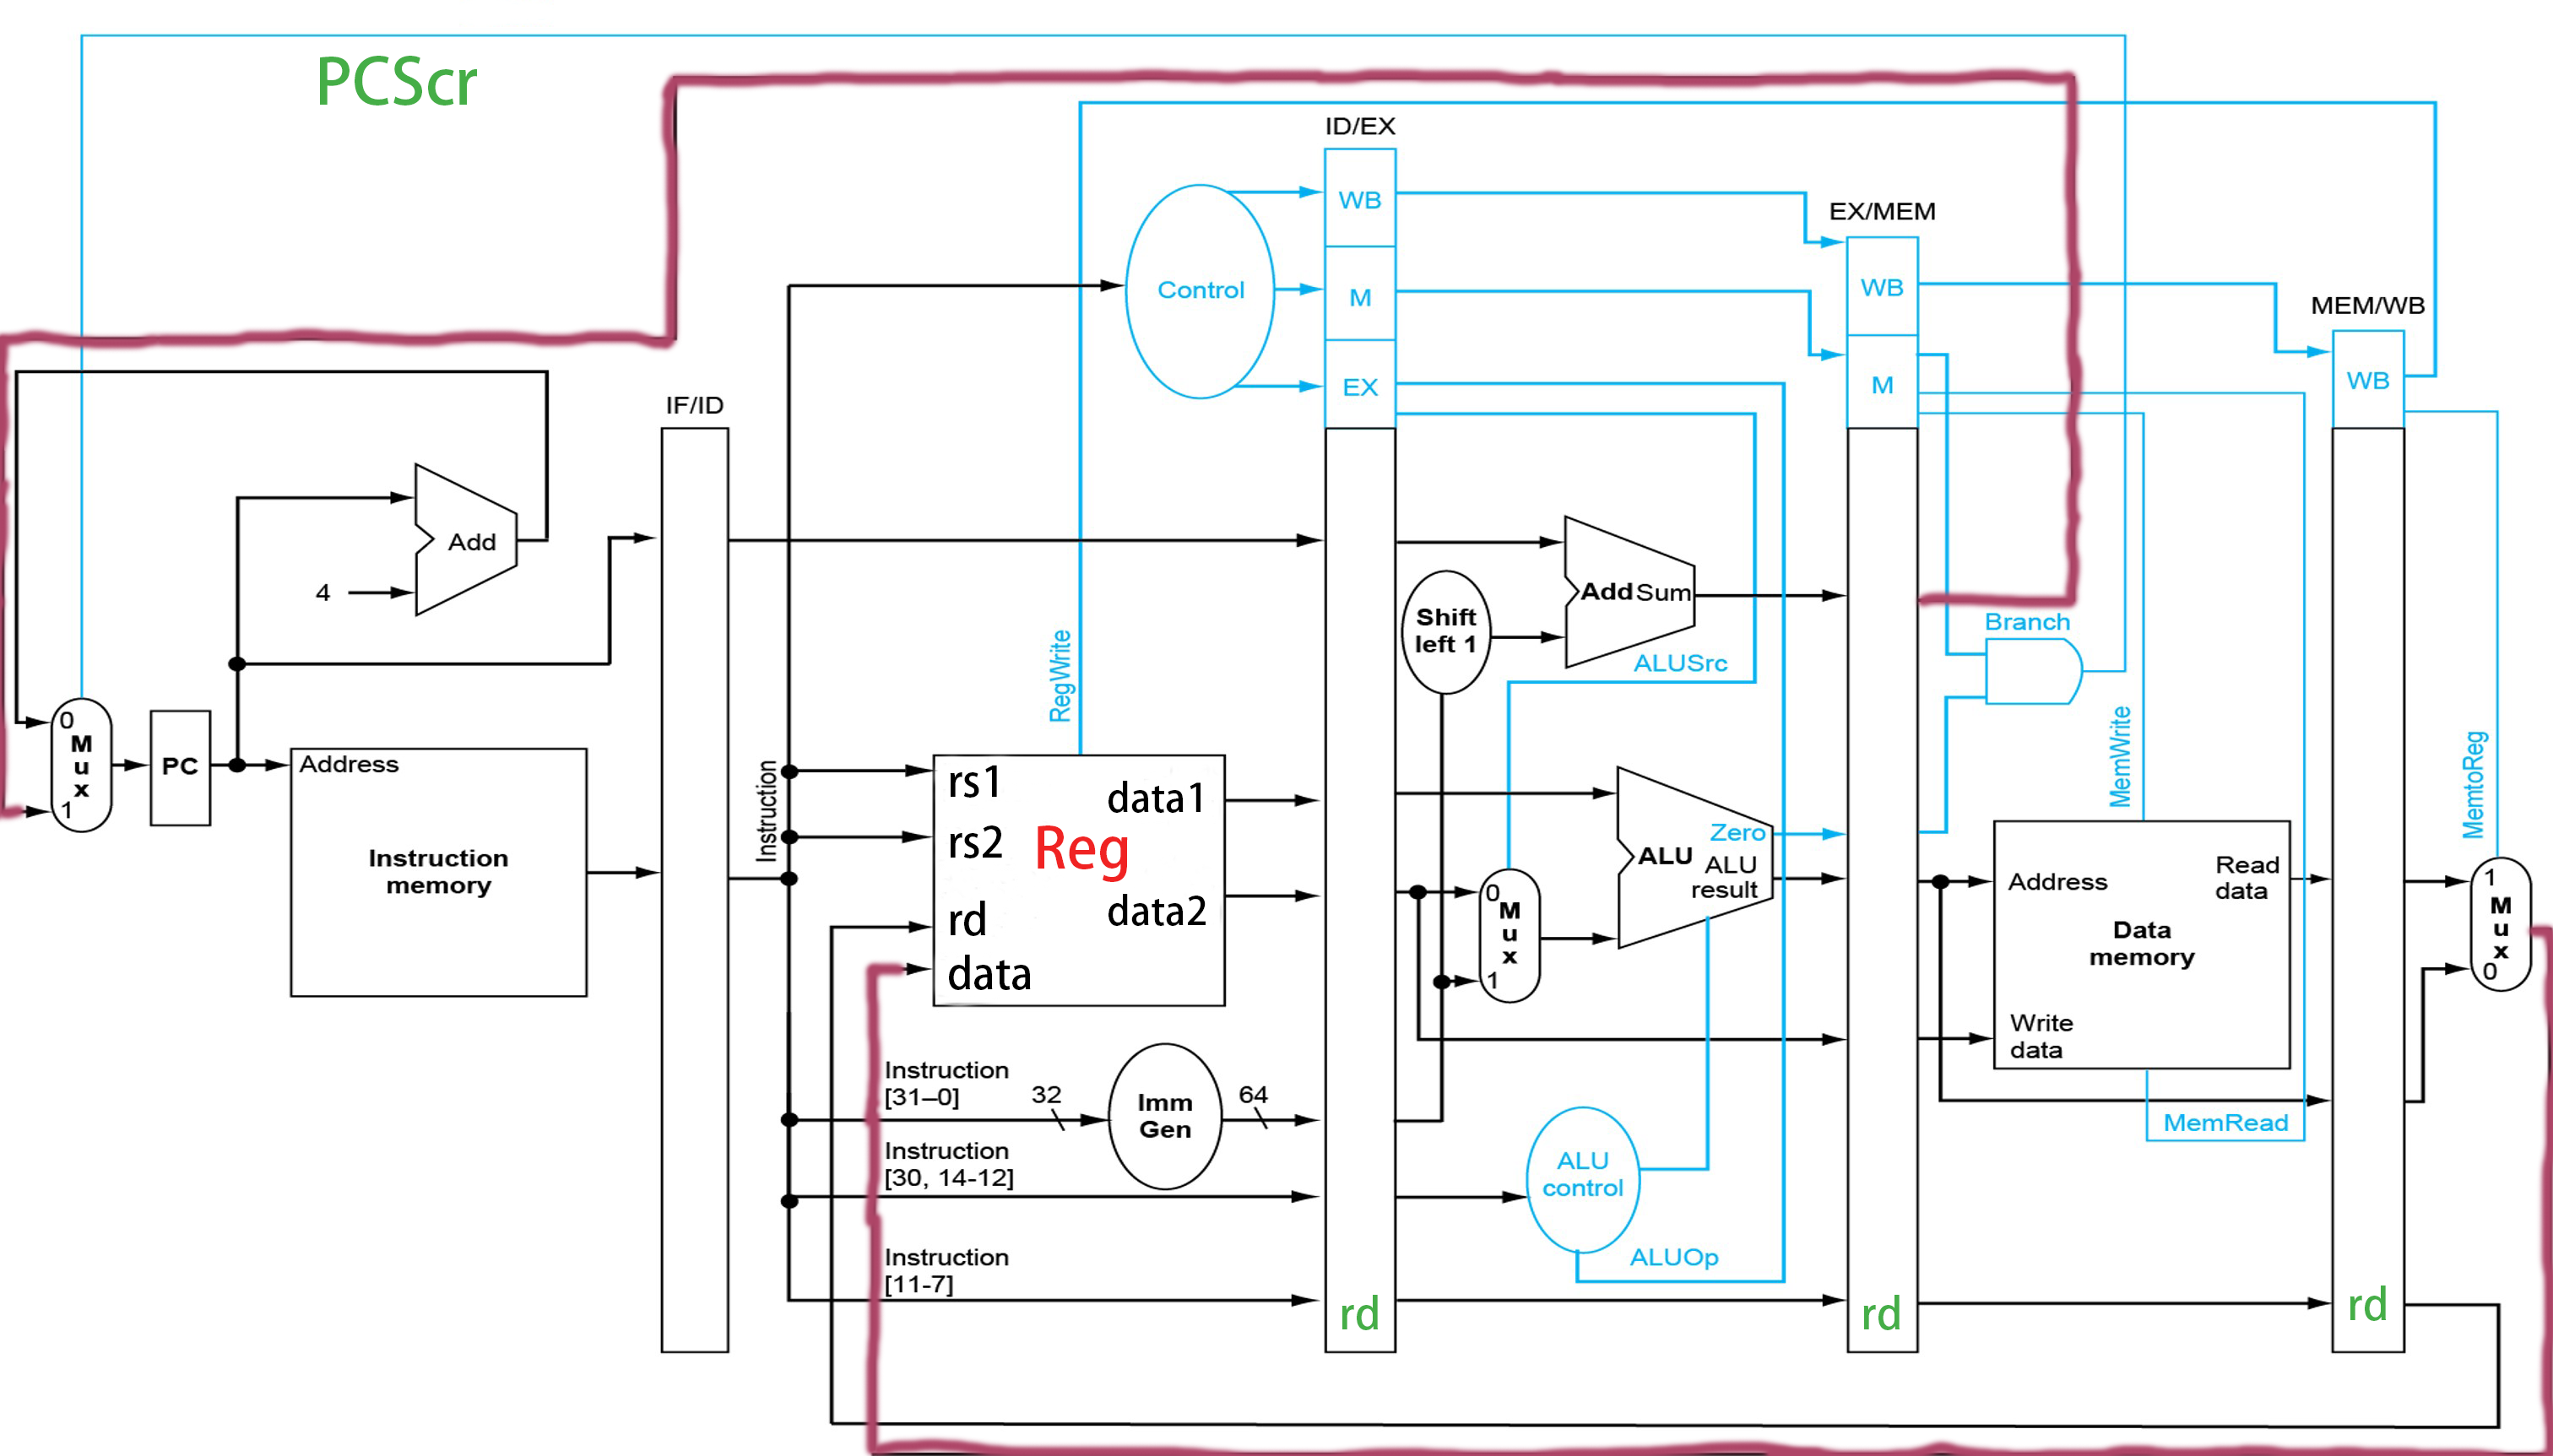 PCScr
ID/EX
WB
EX/MEM
Control
M
WB
MEM/WB
EX
M
WB
IF/ID
Add
4
Add Sum
Shift
left 1
Branch
ALUSrc
RegWrite
0
M
u
x
1
PC
Address
Instruction
memory
Instruction
rs1
rs2
Reg
rd
data
data1
data2
Zero
ALU
ALU
result
0
M
u
x
1
MemWrite
MemtoReg
Address
Read
data
Data
memory
Write
data
1
M
u
x
0
Instruction
[31–0]
32
Imm
Gen
64
MemRead
Instruction
[30, 14-12]
ALU
control
Instruction
[11-7]
ALUOp
rd
rd
rd